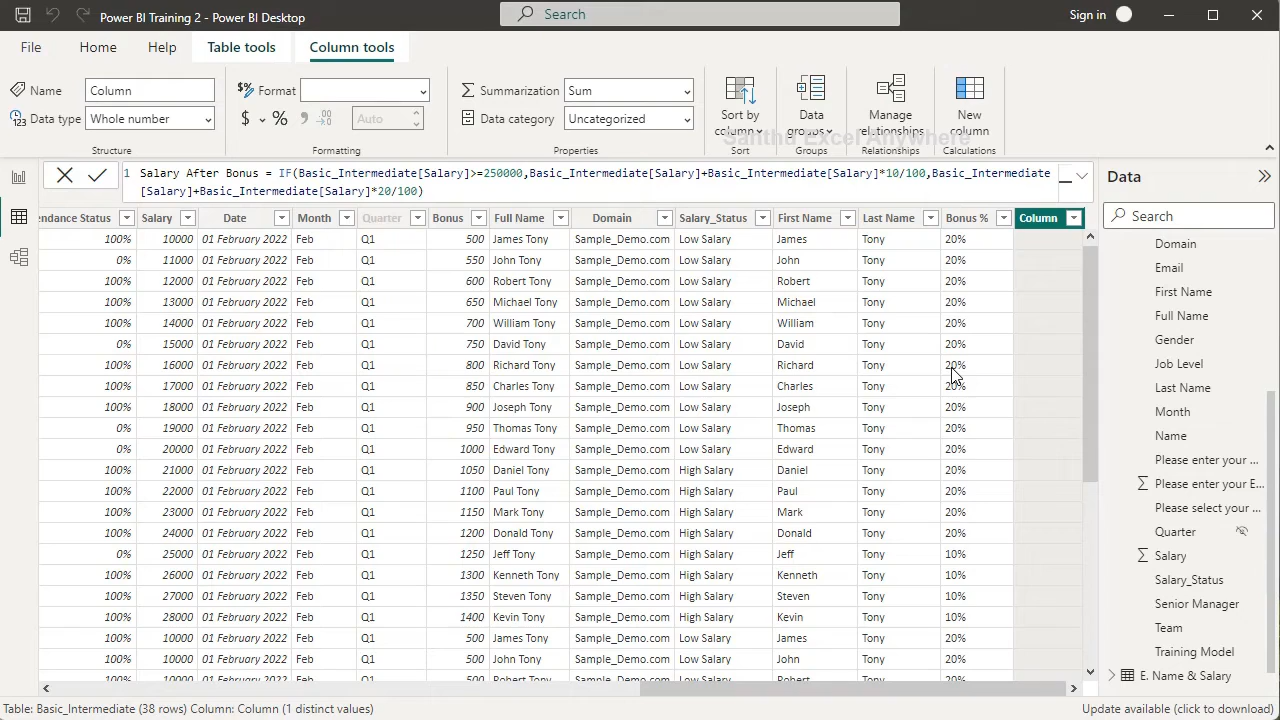 Power BI Training 2 - Power BI Desktop
Search
Sign in
File
Home
Help
Table tools
Column tools
Name
Column
Data type
Whole number
Structure
$% Format
$ % 9 .00
Auto
Formatting
Summarization
Sum
Data category
Uncategorized
Properties
Sort by column
Sort
Data groups
Groups
Manage relationships
Relationships
New column
Calculations
Santha Excel Anywhere
1 Salary After Bonus = IF(Basic_Intermediate[Salary]>=250000,Basic_Intermediate[Salary]+Basic_Intermediate[Salary]*10/100,Basic_Intermediate
[Salary]+Basic_Intermediate[Salary]*20/100)
endance Status Salary Date Month Quarter Bonus Full Name Domain Salary_Status First Name Last Name Bonus % Column
100% 10000 01 February 2022 Feb Q1 500 James Tony Sample_Demo.com Low Salary James Tony 20%
0% 11000 01 February 2022 Feb Q1 550 John Tony Sample_Demo.com Low Salary John Tony 20%
100% 12000 01 February 2022 Feb Q1 600 Robert Tony Sample_Demo.com Low Salary Robert Tony 20%
100% 13000 01 February 2022 Feb Q1 650 Michael Tony Sample_Demo.com Low Salary Michael Tony 20%
100% 14000 01 February 2022 Feb Q1 700 William Tony Sample_Demo.com Low Salary William Tony 20%
0% 15000 01 February 2022 Feb Q1 750 David Tony Sample_Demo.com Low Salary David Tony 20%
100% 16000 01 February 2022 Feb Q1 800 Richard Tony Sample_Demo.com Low Salary Richard Tony 20%
100% 17000 01 February 2022 Feb Q1 850 Charles Tony Sample_Demo.com Low Salary Charles Tony 20%
100% 18000 01 February 2022 Feb Q1 900 Joseph Tony Sample_Demo.com Low Salary Joseph Tony 20%
0% 19000 01 February 2022 Feb Q1 950 Thomas Tony Sample_Demo.com Low Salary Thomas Tony 20%
0% 20000 01 February 2022 Feb Q1 1000 Edward Tony Sample_Demo.com Low Salary Edward Tony 20%
100% 21000 01 February 2022 Feb Q1 1050 Daniel Tony Sample_Demo.com High Salary Daniel Tony 20%
100% 22000 01 February 2022 Feb Q1 1100 Paul Tony Sample_Demo.com High Salary Paul Tony 20%
100% 23000 01 February 2022 Feb Q1 1150 Mark Tony Sample_Demo.com High Salary Mark Tony 20%
100% 24000 01 February 2022 Feb Q1 1200 Donald Tony Sample_Demo.com High Salary Donald Tony 20%
0% 25000 01 February 2022 Feb Q1 1250 Jeff Tony Sample_Demo.com High Salary Jeff Tony 10%
100% 26000 01 February 2022 Feb Q1 1300 Kenneth Tony Sample_Demo.com High Salary Kenneth Tony 10%
100% 27000 01 February 2022 Feb Q1 1350 Steven Tony Sample_Demo.com High Salary Steven Tony 10%
100% 28000 01 February 2022 Feb Q1 1400 Kevin Tony Sample_Demo.com High Salary Kevin Tony 10%
100% 10000 01 February 2022 Feb Q1 500 James Tony Sample_Demo.com Low Salary James Tony 20%
100% 10000 01 February 2022 Feb Q1 500 John Tony Sample_Demo.com Low Salary John Tony 20%
100% 10000 01 February 2022 Feb Q1 500 Robert Tony Sample_Demo.com Low Salary Robert Tony 20%
Data
Search
Domain
Email
First Name
Full Name
Gender
Job Level
Last Name
Month
Name
Please enter your ...
Please enter your E...
Please select your ...
Quarter
Salary
Salary_Status
Senior Manager
Team
Training Model
E. Name & Salary
Table: Basic_Intermediate (38 rows) Column: Column (1 distinct values)
Update available (click to download)